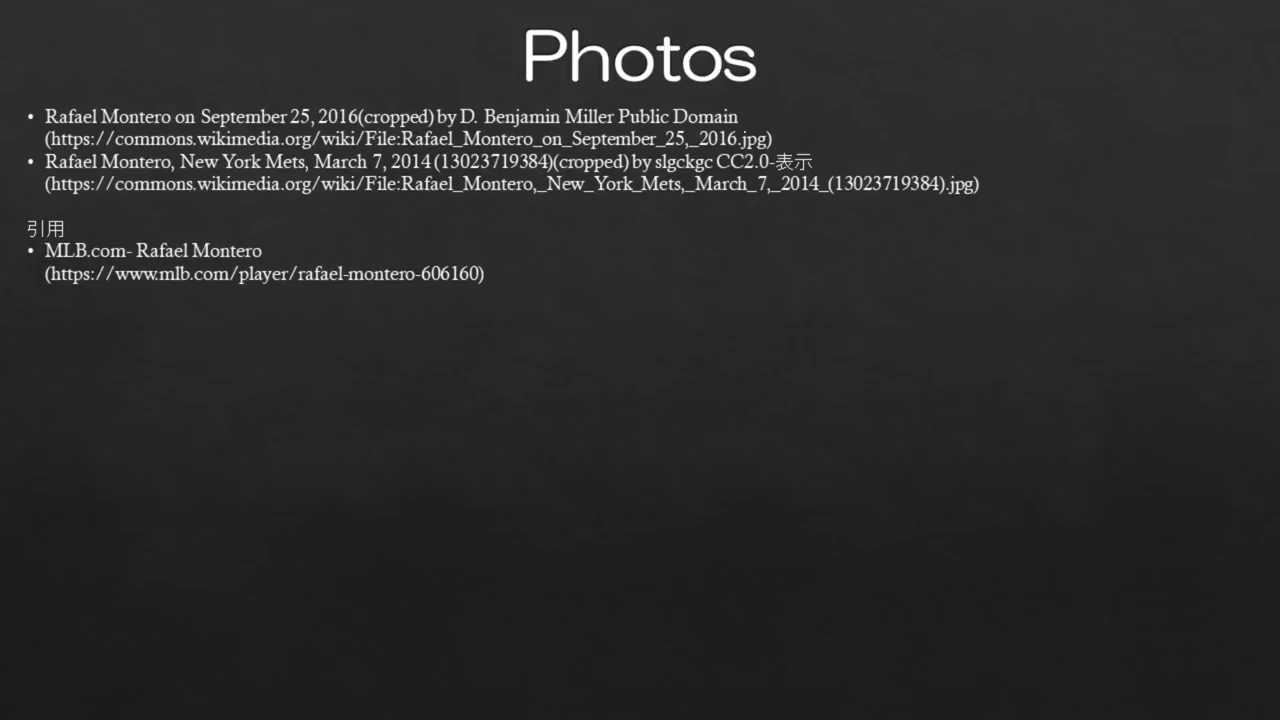 Photos
• Rafael Montero on September 25, 2016(cropped) by D. Benjamin Miller Public Domain
(https://commons.wikimedia.org/wiki/File:Rafael_Montero_on_September_25,_2016.jpg)
• Rafael Montero, New York Mets, March 7, 2014 (13023719384)(cropped) by slgckgc CC2.0-表示
(https://commons.wikimedia.org/wiki/File:Rafael_Montero,_New_York_Mets,_March_7,_2014_(13023719384).jpg)
引用
• MLB.com- Rafael Montero
(https://www.mlb.com/player/rafael-montero-606160)